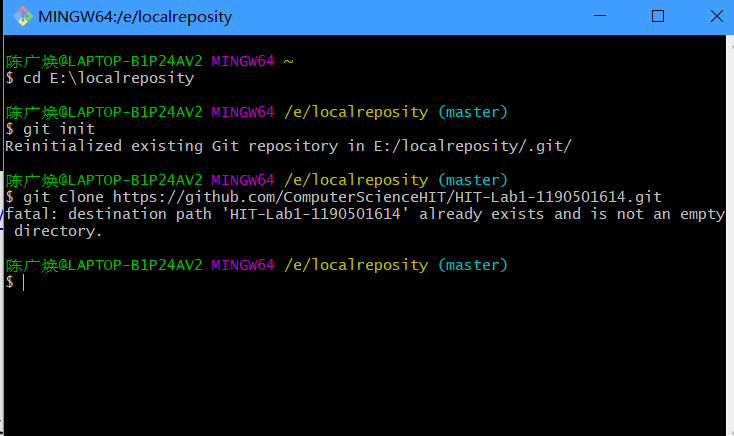 MINGW64:/e/localreposity
陈广焕@LAPTOP-B1P24AV2 MINGW64 ~
$ cd E:\localreposity
陈广焕@LAPTOP-B1P24AV2 MINGW64 /e/localreposity (master)
$ git init
Reinitialized existing Git repository in E:/localreposity/.git/
陈广焕@LAPTOP-B1P24AV2 MINGW64 /e/localreposity (master)
$ git clone https://github.com/ComputerScienceHIT/HIT-Lab1-1190501614.git
fatal: destination path 'HIT-Lab1-1190501614' already exists and is not an empty
 directory.
陈广焕@LAPTOP-B1P24AV2 MINGW64 /e/localreposity (master)
$